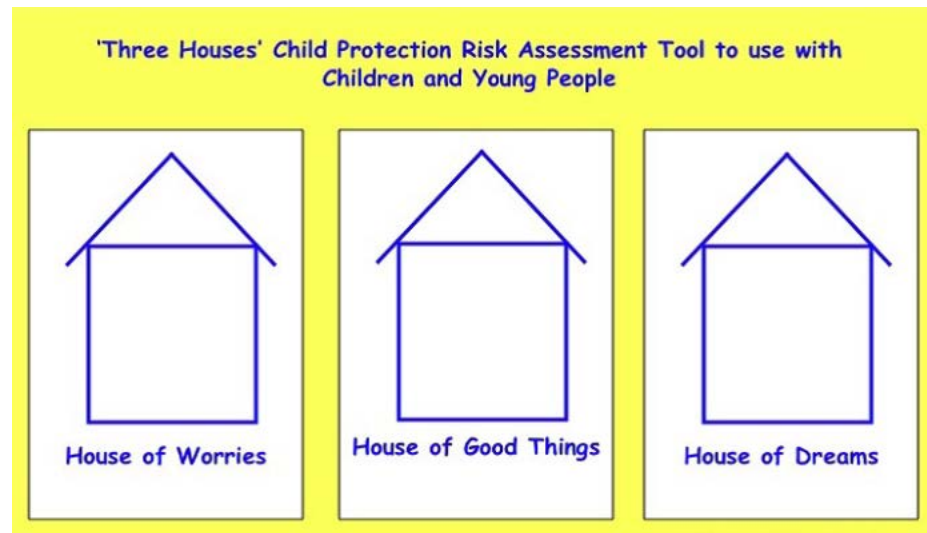 ‘Three Houses’ Child Protection Risk Assessment Tool to use with
Children and Young People
House of Worries
House of Good Things
House of Dreams